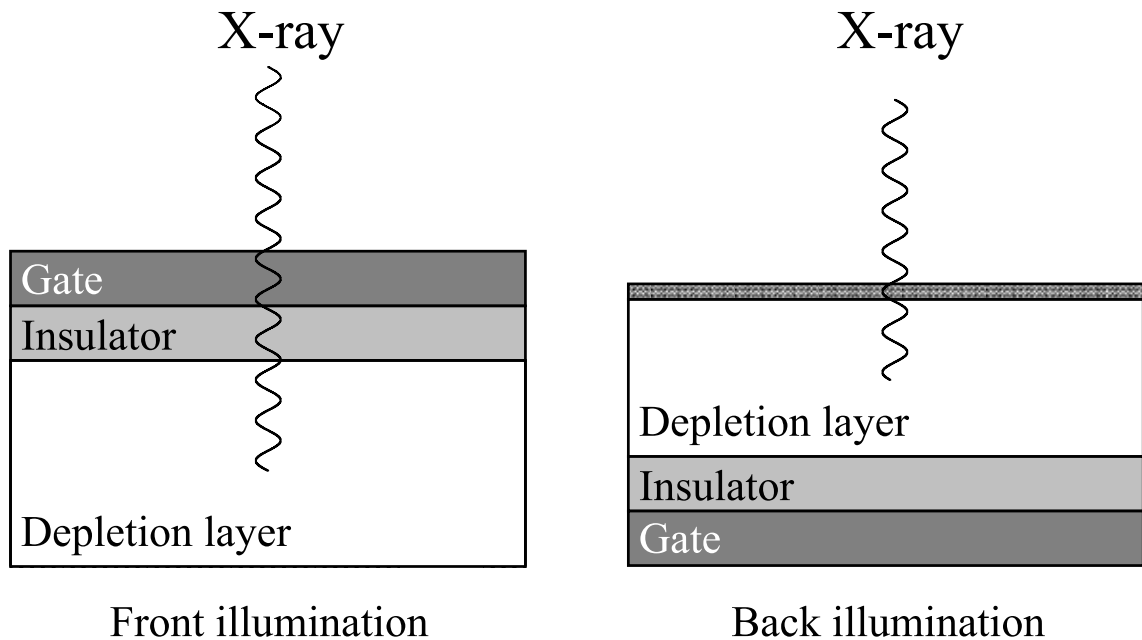 X-ray
Gate
Insulator
Depletion layer
Front illumination
X-ray
Depletion layer
Insulator
Gate
Back illumination